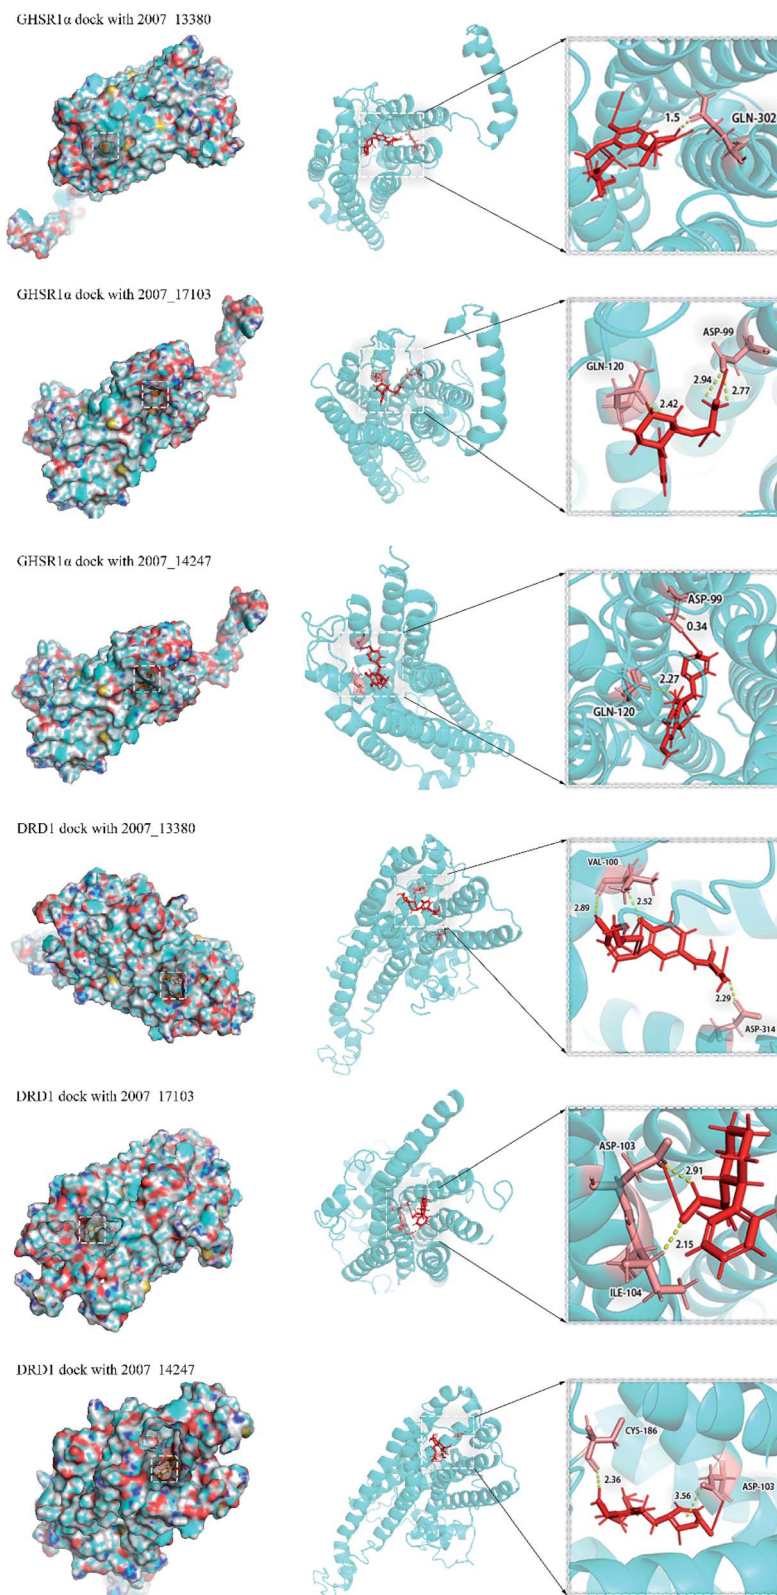 GHSR1α dock with 2007_13380
1.5
GLN-302
GHSR1α dock with 2007_17103
ASP-99
GLN-120
2.94
2.77
2.42
GHSR1α dock with 2007_14247
ASP-99
0.34
2.27
GLN-120
DRD1 dock with 2007_13380
VAL-100
2.89
2.52
2.29
ASP-314
DRD1 dock with 2007_17103
ASP-103
2.91
2.15
ILE-104
DRD1 dock with 2007_14247
CYS-186
2.36
3.56
ASP-103